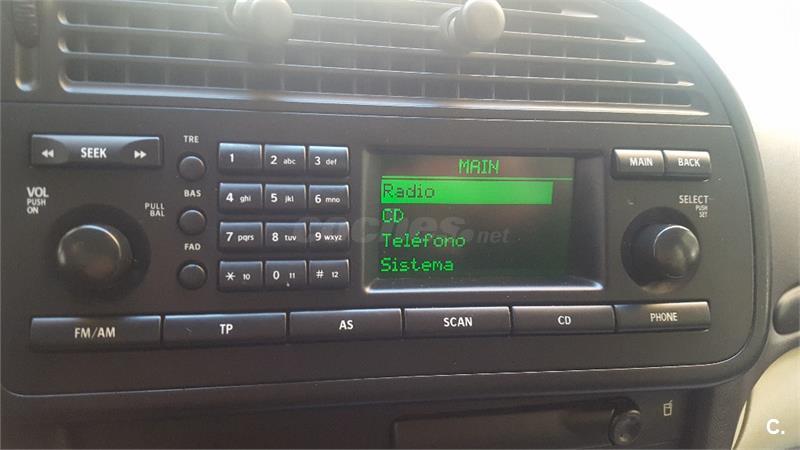 SEEK
TRE
VOL
PUSH
ON
PULL
BAL
BAS
FAD
1
2 abc
3 def
4 ghi
5 jkl
6 mno
7 pqrs
8 tuv
9 wxyz
* 10
0 11
# 12
MAIN
Radio
CD
Teléfono
Sistema
coches.net
MAIN
BACK
SELECT
PUSH
SET
FM/AM
TP
AS
SCAN
CD
PHONE
C.